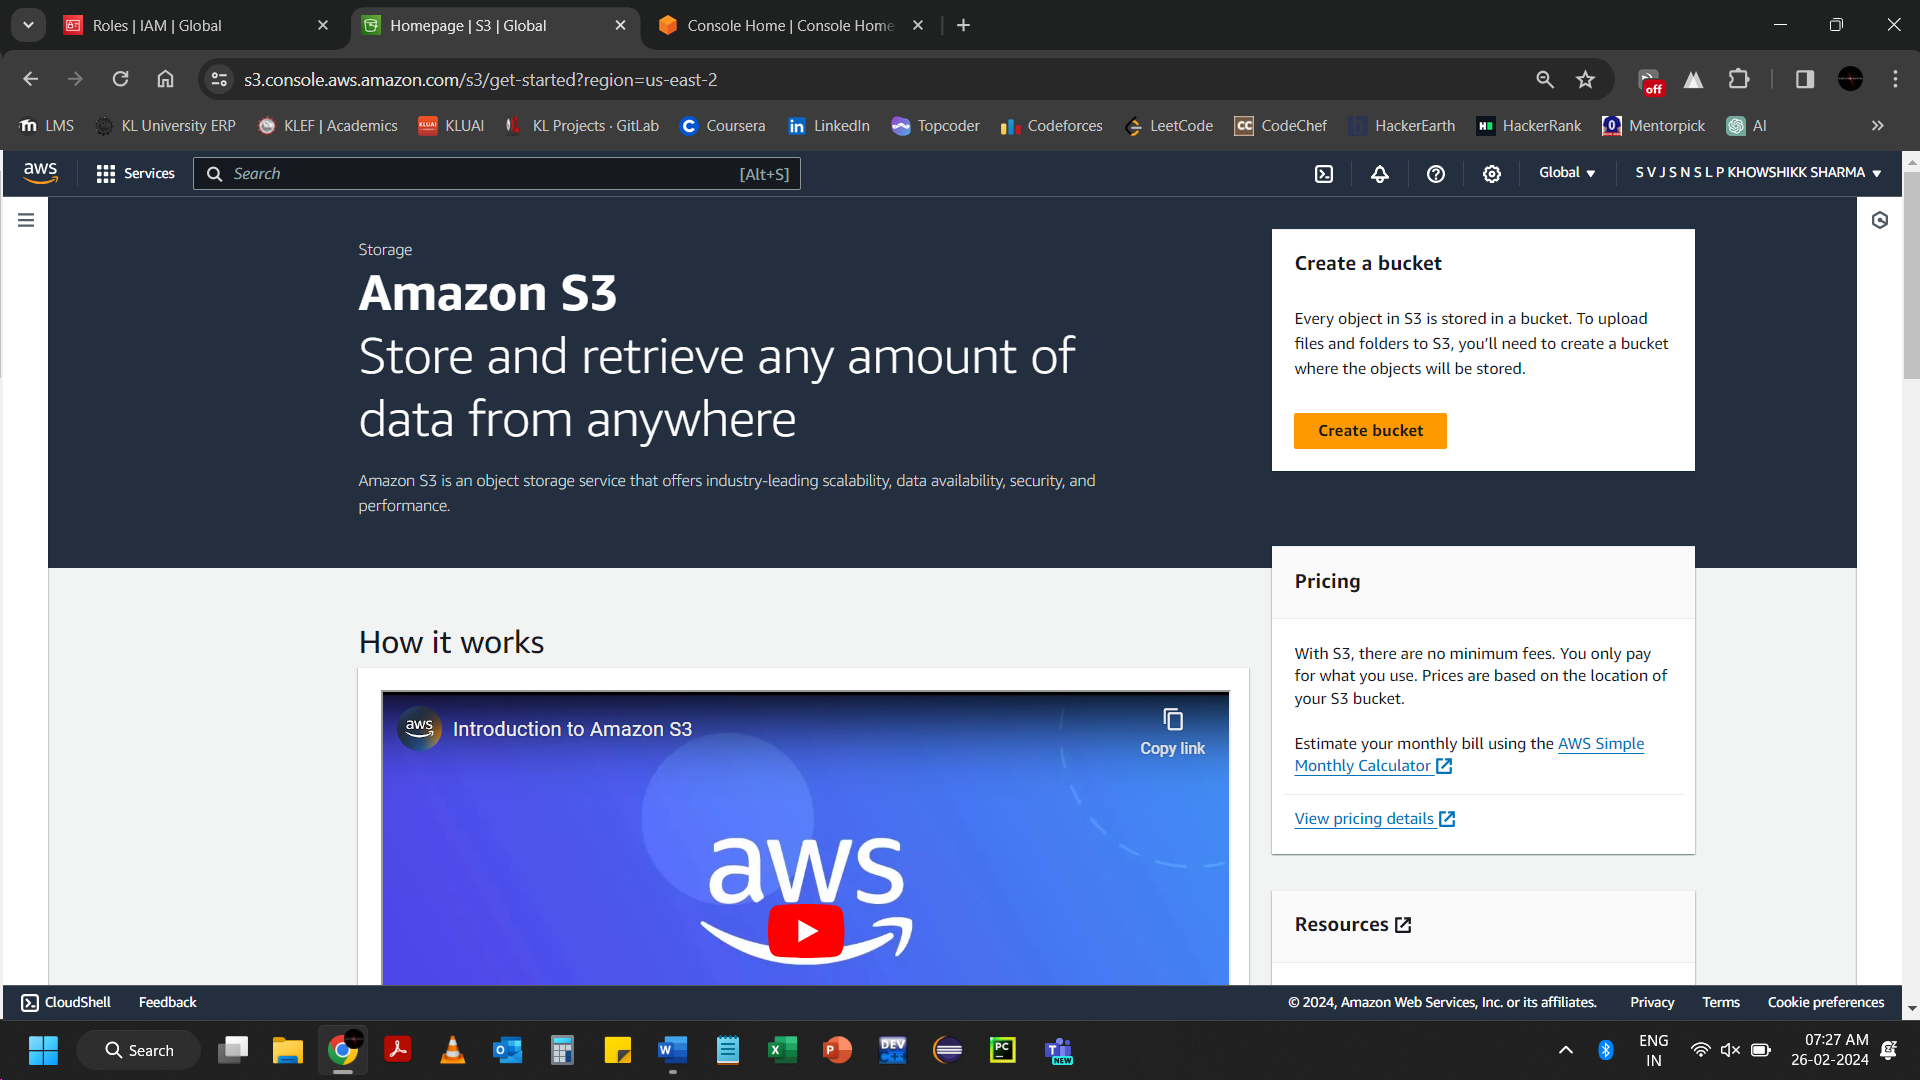 Roles | IAM | Global
Homepage | S3 | Global
Console Home | Console Home
s3.console.aws.amazon.com/s3/get-started?region=us-east-2
off
LMS
KL University ERP
KLEF | Academics
KLUAI
KLUAI
KL Projects · GitLab
Coursera
LinkedIn
Topcoder
Codeforces
LeetCode
CodeChef
HackerEarth
HackerRank
Mentorpick
AI
aws
Services
Search
[Alt+S]
Global
S V J S N S L P KHOWSHIKK SHARMA
Storage
Amazon S3
Store and retrieve any amount of
data from anywhere
Amazon S3 is an object storage service that offers industry-leading scalability, data availability, security, and
performance.
Create a bucket
Every object in S3 is stored in a bucket. To upload
files and folders to S3, you'll need to create a bucket
where the objects will be stored.
Create bucket
Pricing
With S3, there are no minimum fees. You only pay
for what you use. Prices are based on the location of
your S3 bucket.
Estimate your monthly bill using the AWS Simple
Monthly Calculator
View pricing details
Resources
How it works
aws
Introduction to Amazon S3
Copy link
aws
CloudShell
Feedback
© 2024, Amazon Web Services, Inc. or its affiliates.
Privacy
Terms
Cookie preferences
Search
DEV
PC
NEW
ENG
IN
07:27 AM
26-02-2024